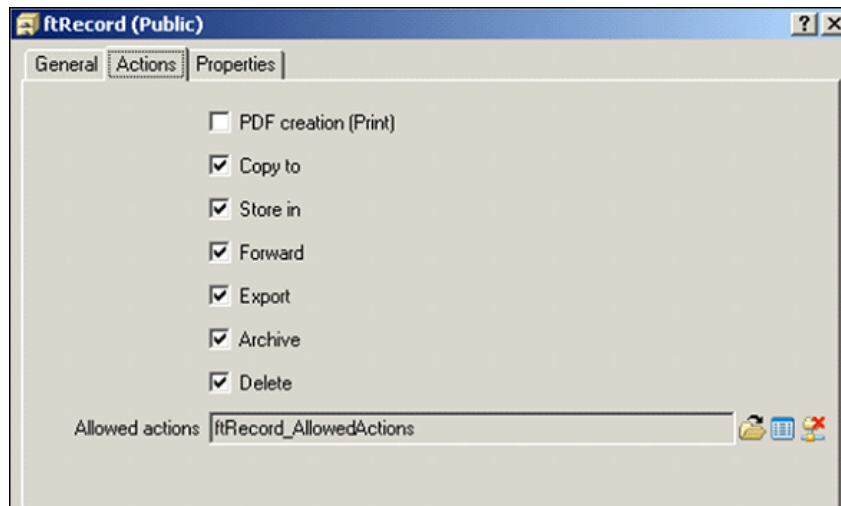 ftRecord (Public)
General Actions Properties
PDF creation (Print)
Copy to
Store in
Forward
Export
Archive
Delete
Allowed actions ftRecord_AllowedActions